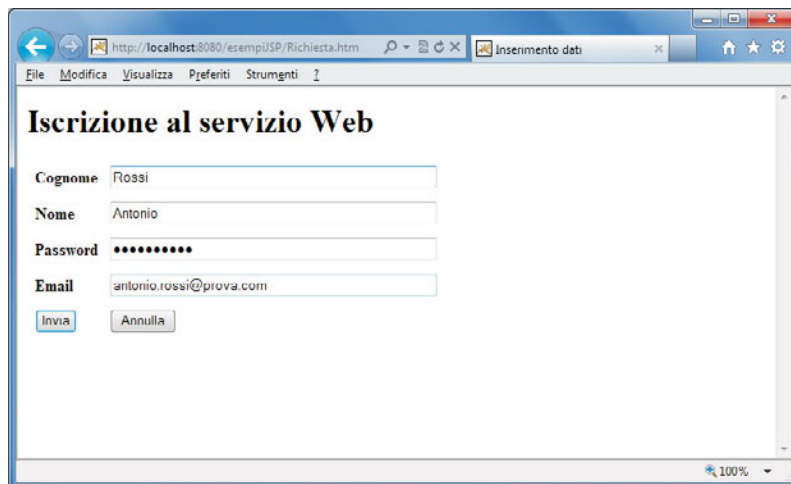 http://localhost:8080/esempiJSP/Richiesta.htm
Inserimento dati
File Modifica Visualizza Preferiti Strumenti ?
Iscrizione al servizio Web
Cognome Rossi
Nome Antonio
Password ••••••••••
Email antonio.rossi@prova.com
Invia Annulla
100%